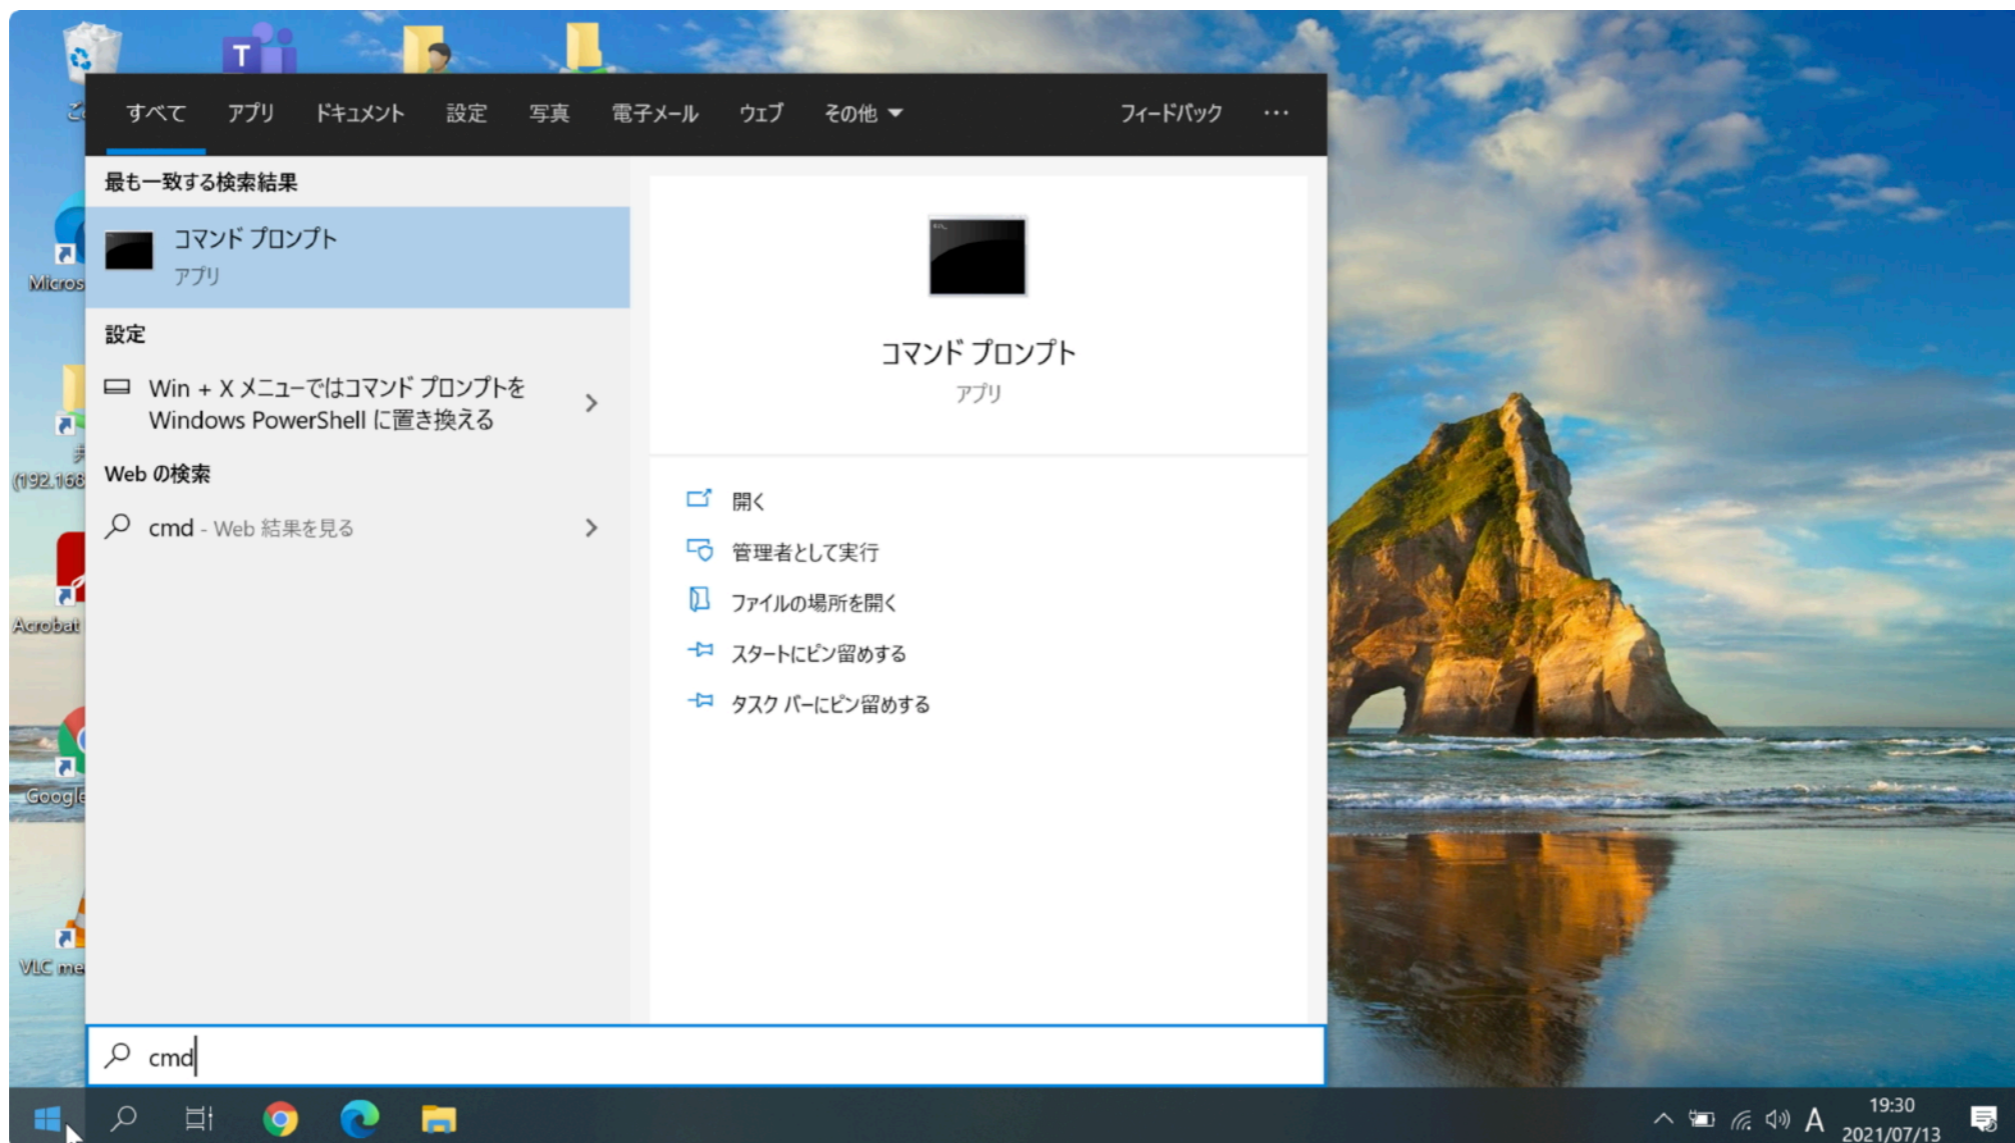 すべて アプリ ドキュメント 設定 写真 電子メール ウェブ その他 フィードバック …
最も一致する検索結果
コマンド プロンプト
アプリ
設定
Win + X メニューではコマンド プロンプトを
Windows PowerShell に置き換える
Web の検索
cmd - Web 結果を見る
コマンド プロンプト
アプリ
開く
管理者として実行
ファイルの場所を開く
スタートにピン留めする
タスク バーにピン留めする
cmd
Micros
(192.168
Acrobat
Google
VLC me
T
A
19:30
2021/07/13